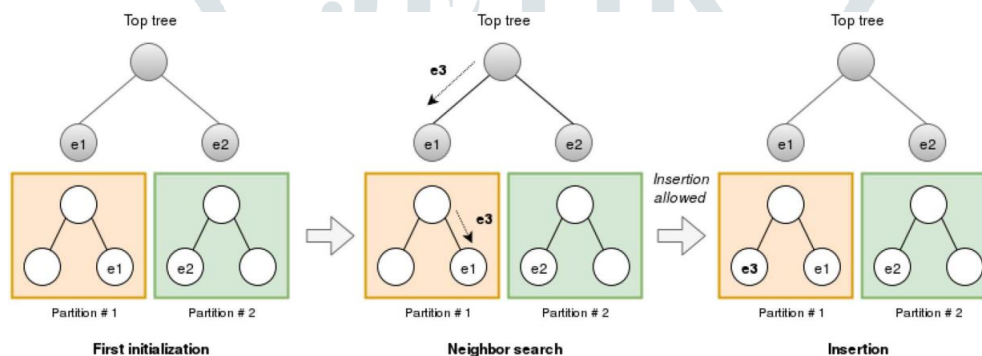 Top tree
Top tree
Top tree
e3
e1
e2
e1
e2
e1
e2
Insertion
allowed
e3
e1
e2
e1
e2
e3
e1
e2
Partition # 1
Partition # 2
Partition # 1
Partition # 2
Partition # 1
Partition # 2
First initialization
Neighbor search
Insertion